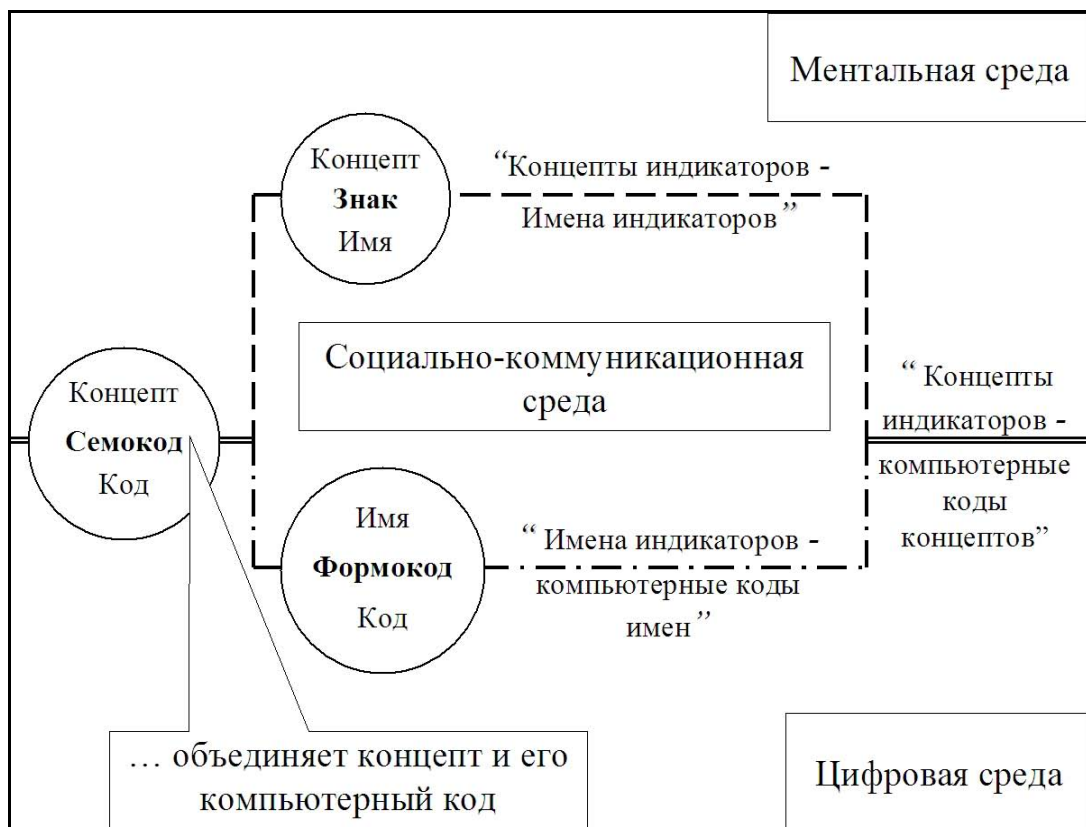 Ментальная среда
Концепт
Знак
Имя
“Концепты индикаторов -
Имена индикаторов”
Социально-коммуникационная
среда
Концепт
Семокод
Код
“ Концепты
индикаторов -
компьютерные
коды
концептов”
Имя
Формокод
Код
“ Имена индикаторов -
компьютерные коды
имен ”
… объединяет концепт и его
компьютерный код
Цифровая среда